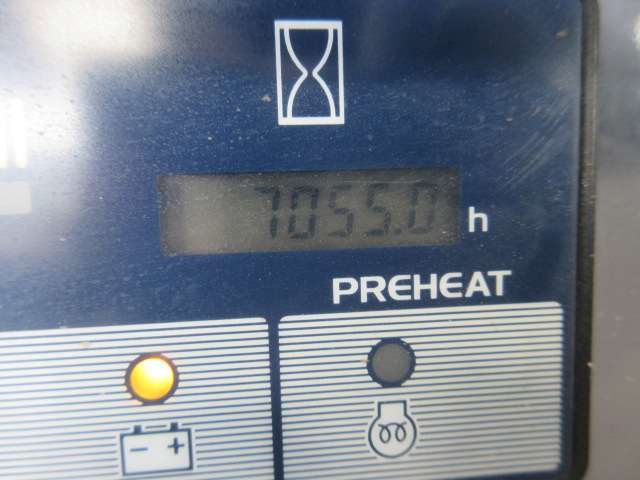 7055.0 h
PREHEAT
- +